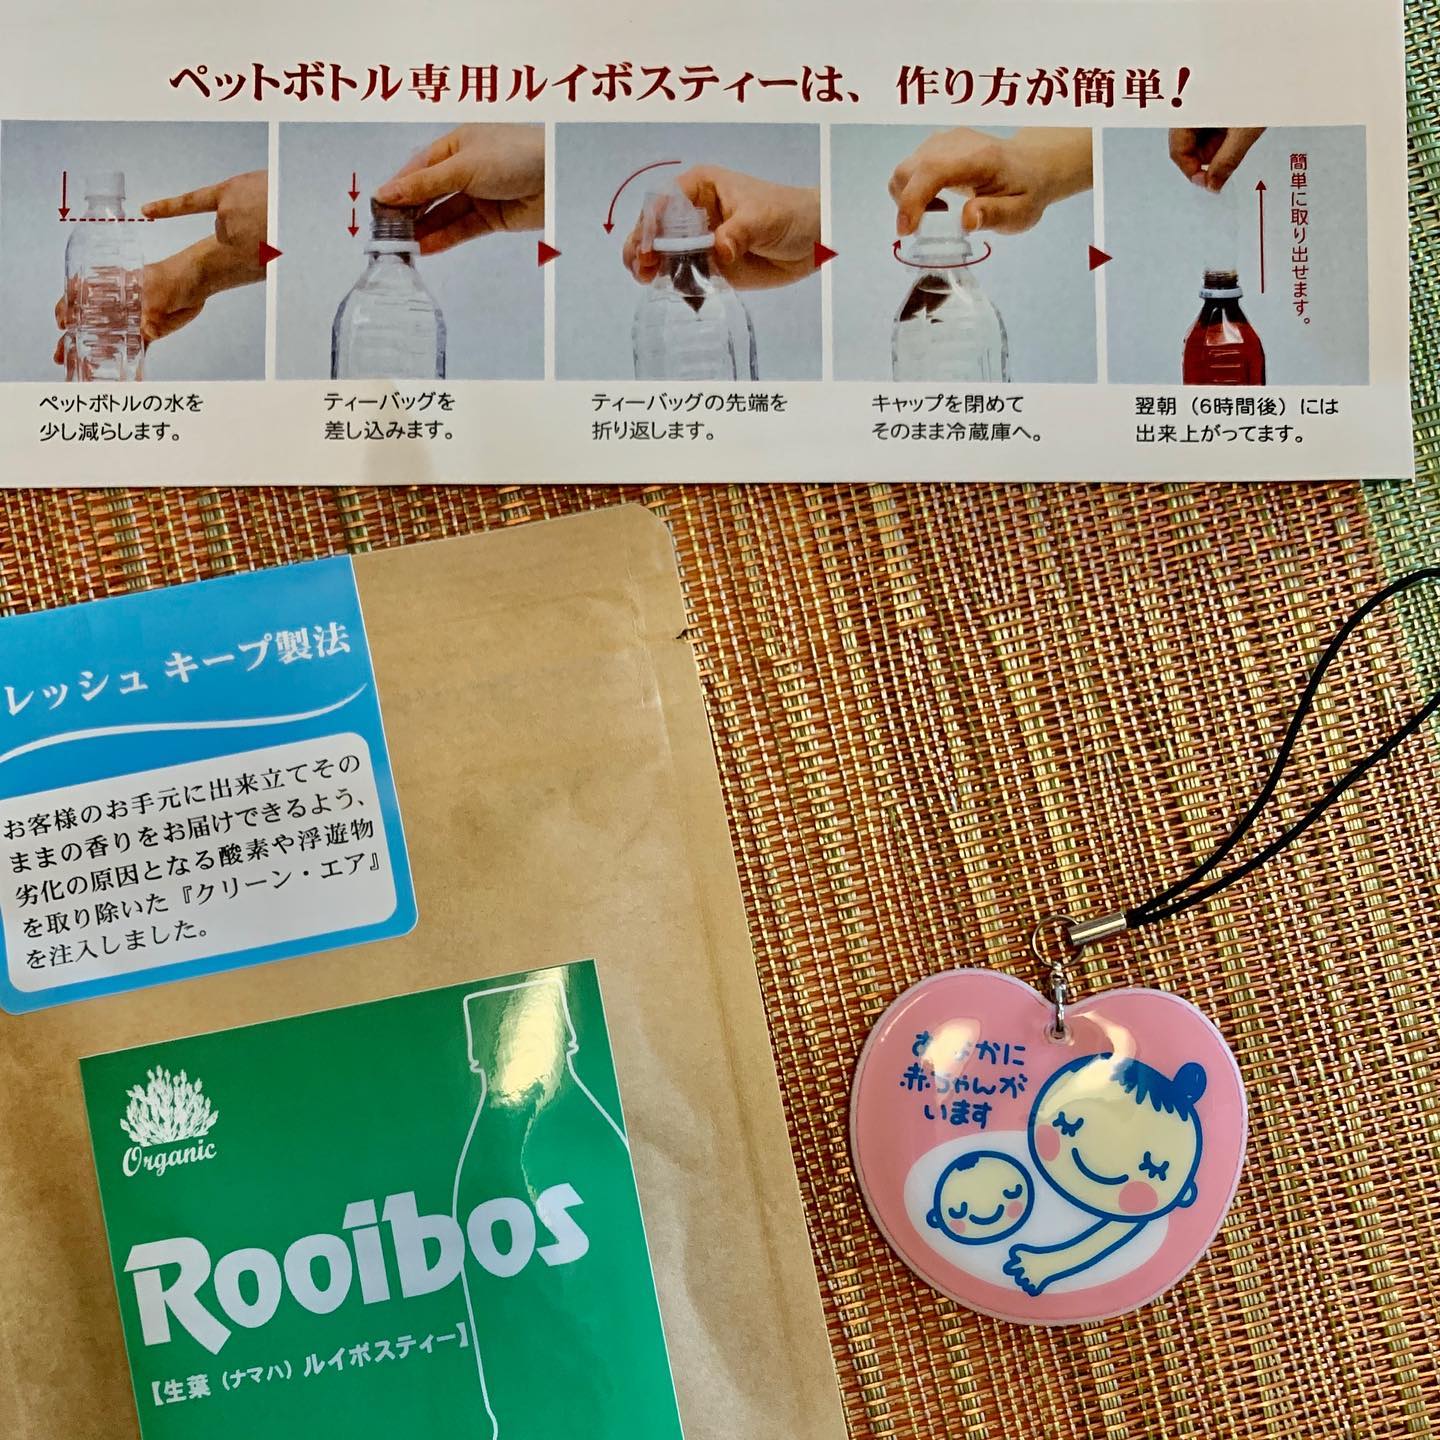 ペットボトル専用ルイボスティーは、作り方が簡単!
簡単に取り出せます。
ペットボトルの水を
少し減らします。
ティーバッグを
差し込みます。
ティーバッグの先端を
折り返します。
キャップを閉めて
そのまま冷蔵庫へ。
翌朝（6時間後）には
出来上がってます。
レッシュ キープ製法
お客様のお手元に出来立てその
ままの香りをお届けできるよう、
劣化の原因となる酸素や浮遊物
を取り除いた『クリーン・エア』
を注入しました。
Organic
Rooibos
【生葉（ナマハ）ルイボスティー】
おなかに
赤ちゃんが
います